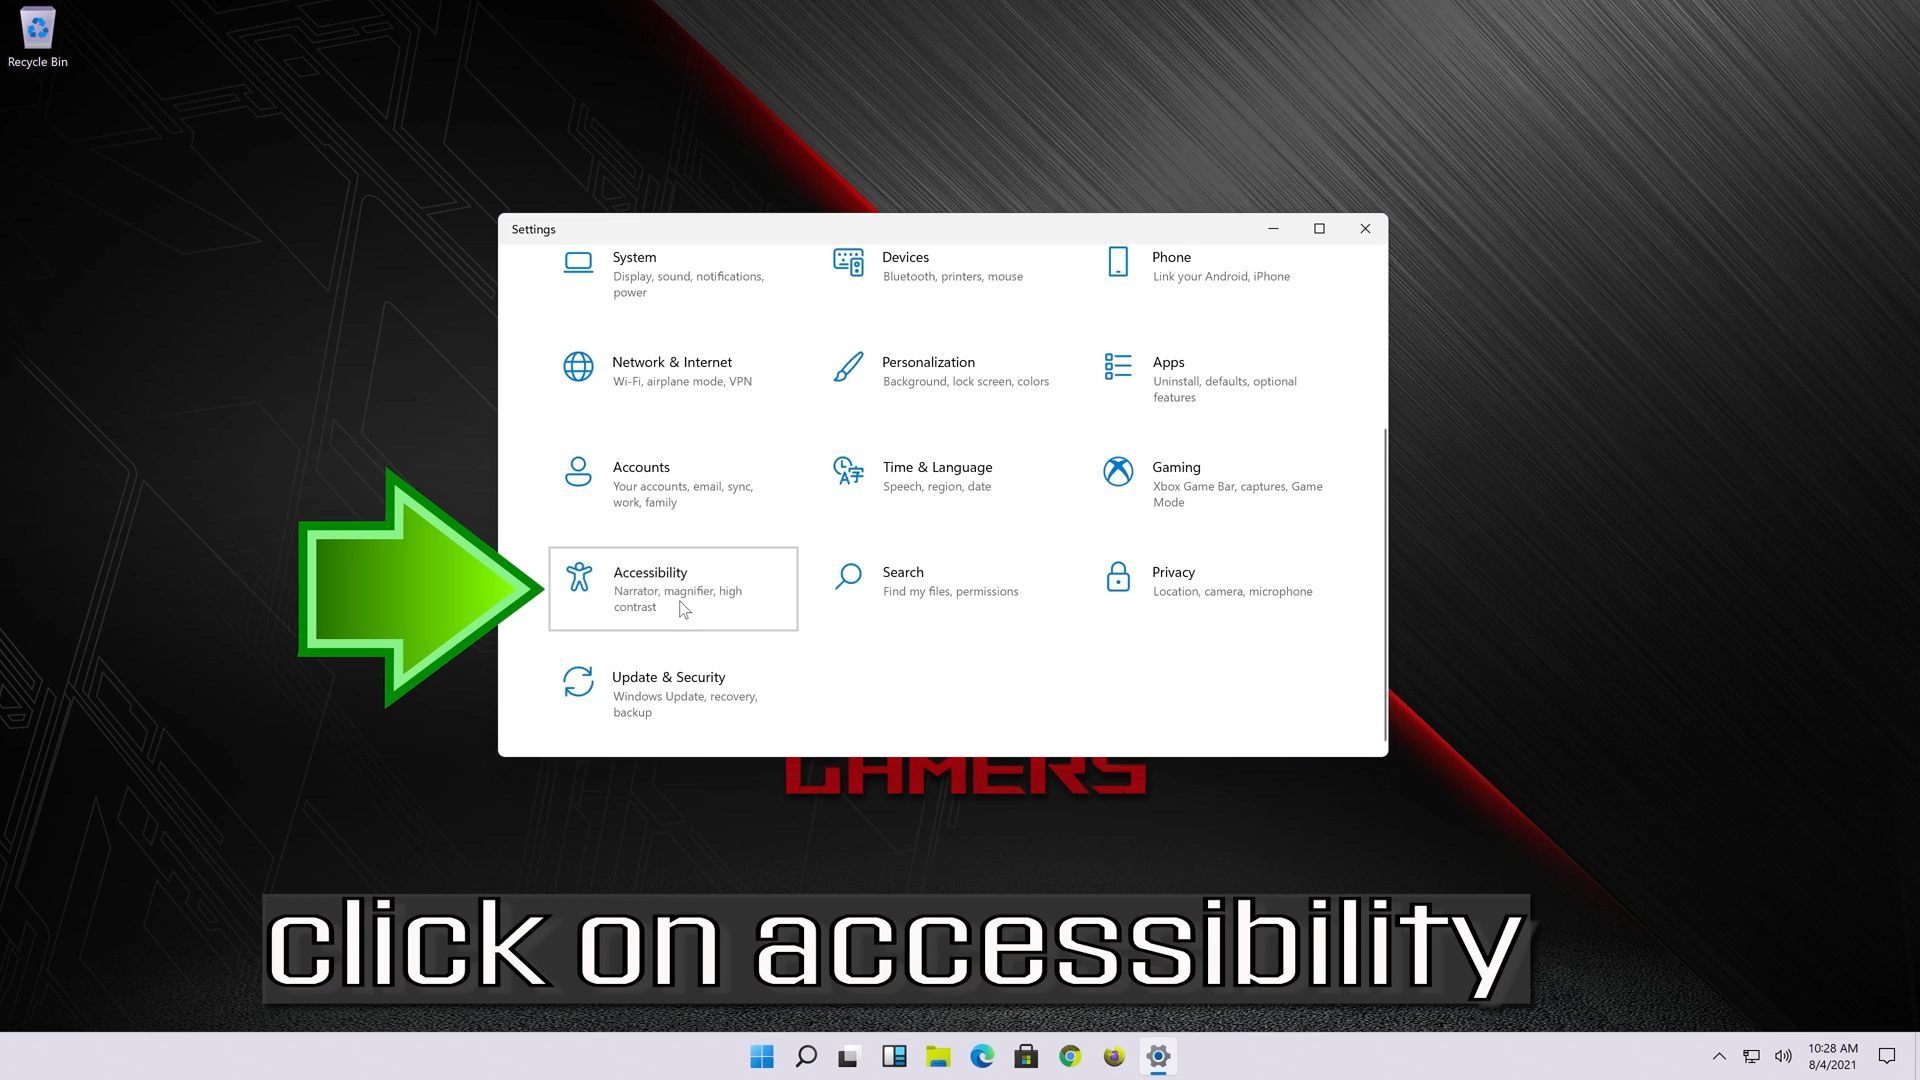 Recycle Bin
Settings
System
Display, sound, notifications,
power
Devices
Bluetooth, printers, mouse
Phone
Link your Android, iPhone
Network & Internet
Wi-Fi, airplane mode, VPN
Personalization
Background, lock screen, colors
Apps
Uninstall, defaults, optional
features
Accounts
Your accounts, email, sync,
work, family
Time & Language
Speech, region, date
Gaming
Xbox Game Bar, captures, Game
Mode
Accessibility
Narrator, magnifier, high
contrast
Search
Find my files, permissions
Privacy
Location, camera, microphone
Update & Security
Windows Update, recovery,
backup
GAMERS
click on accessibility
10:28 AM
8/4/2021